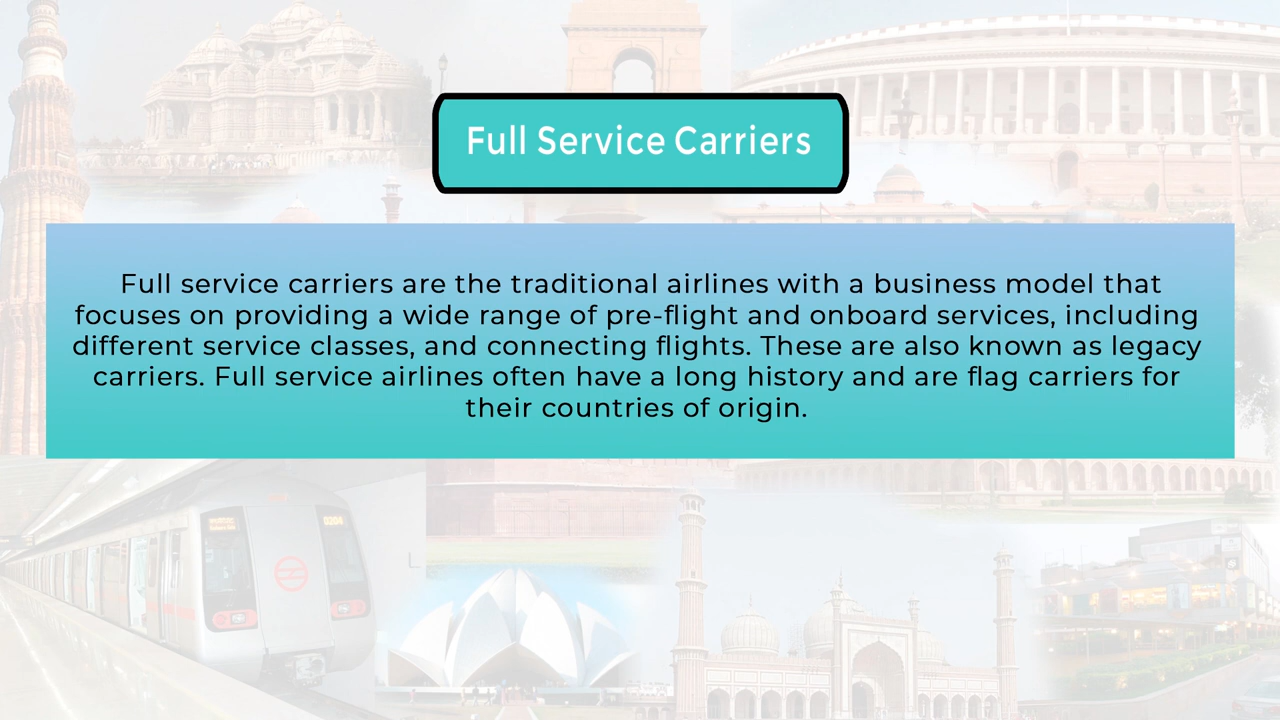 Full Service Carriers
Full service carriers are the traditional airlines with a business model that
focuses on providing a wide range of pre-flight and onboard services, including
different service classes, and connecting flights. These are also known as legacy
carriers. Full service airlines often have a long history and are flag carriers for
their countries of origin.